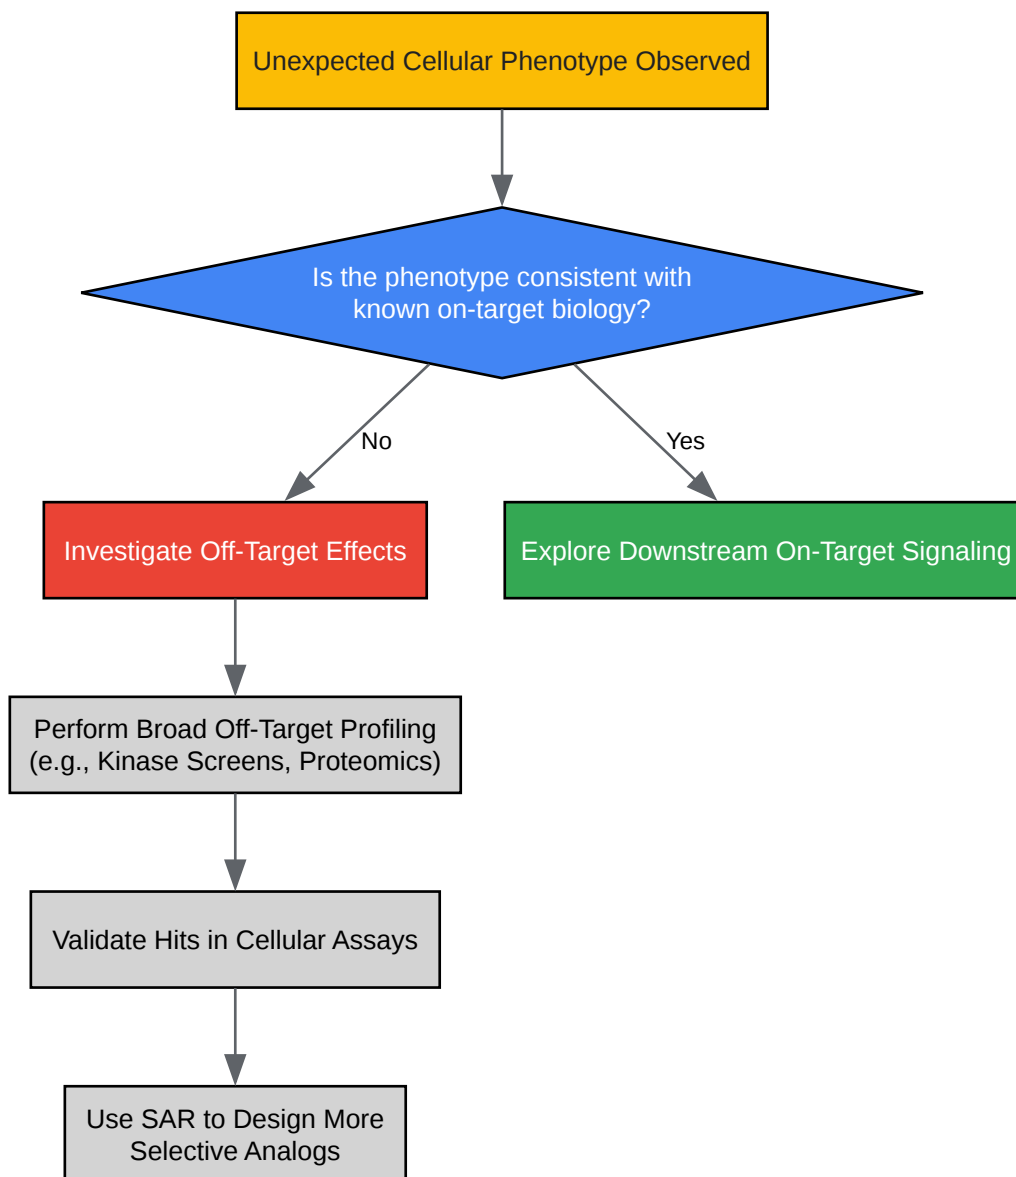 Unexpected Cellular Phenotype Observed
Is the phenotype consistent with
known on-target biology?
No
Yes
Investigate Off-Target Effects
Explore Downstream On-Target Signaling
Perform Broad Off-Target Profiling
(e.g., Kinase Screens, Proteomics)
Validate Hits in Cellular Assays
Use SAR to Design More
Selective Analogs